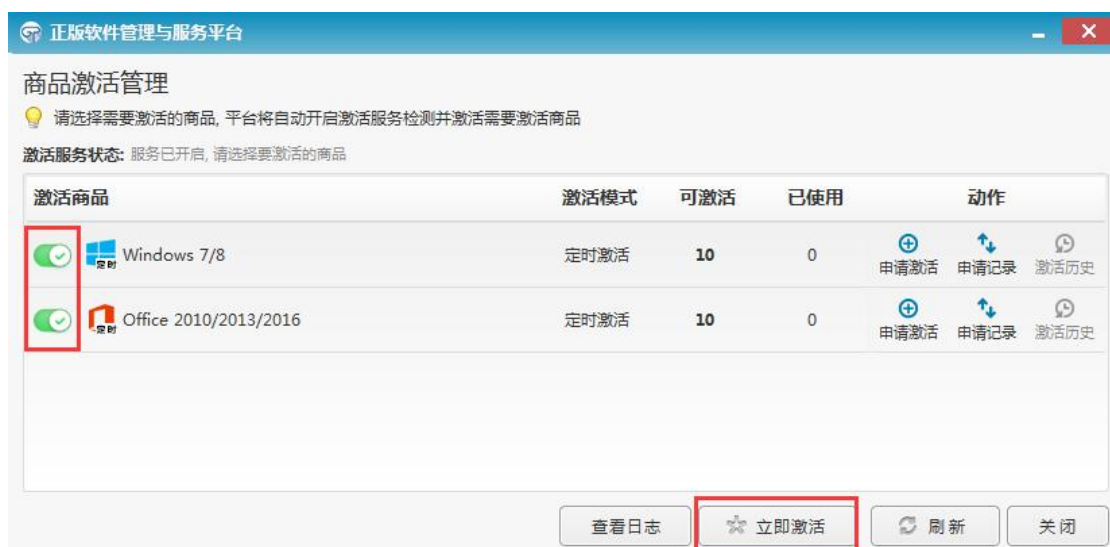 正版软件管理与服务平台
商品激活管理
请选择需要激活的商品, 平台将自动开启激活服务检测并激活需要激活商品
激活服务状态: 服务已开启, 请选择要激活的商品
激活商品 激活模式 可激活 已使用 动作
定时 Windows 7/8 定时激活 10 0 申请激活 申请记录 激活历史
定时 Office 2010/2013/2016 定时激活 10 0 申请激活 申请记录 激活历史
查看日志 立即激活 刷新 关闭